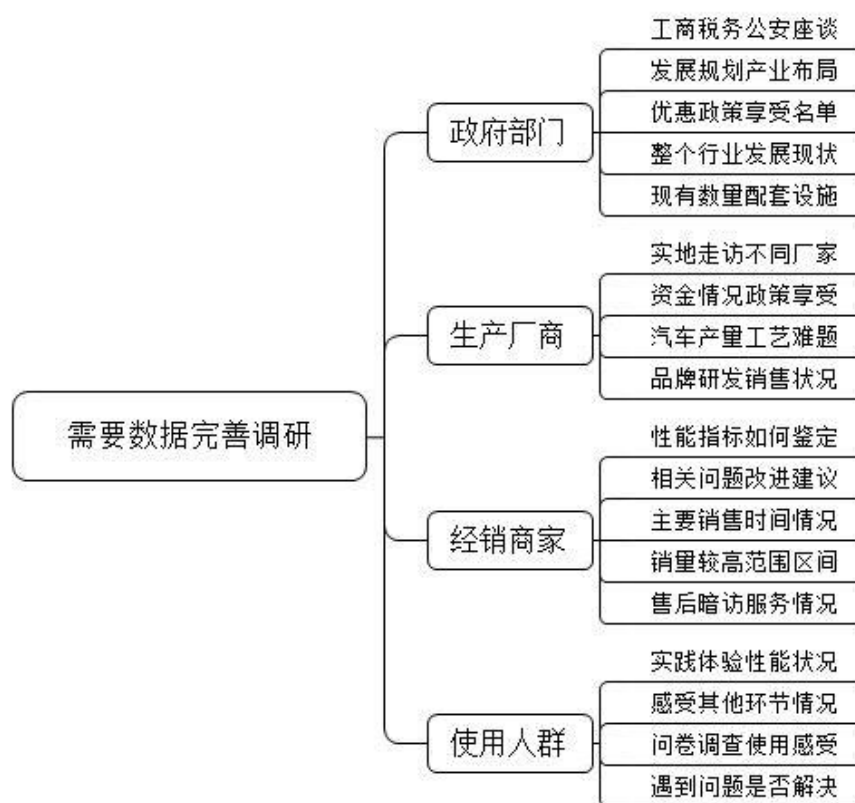 需要数据完善调研
政府部门
工商税务公安座谈
发展规划产业布局
优惠政策享受名单
整个行业发展现状
现有数量配套设施
生产厂商
实地走访不同厂家
资金情况政策享受
汽车产量工艺难题
品牌研发销售状况
经销商家
性能指标如何鉴定
相关问题改进建议
主要销售时间情况
销量较高范围区间
售后暗访服务情况
使用人群
实践体验性能状况
感受其他环节情况
问卷调查使用感受
遇到问题是否解决